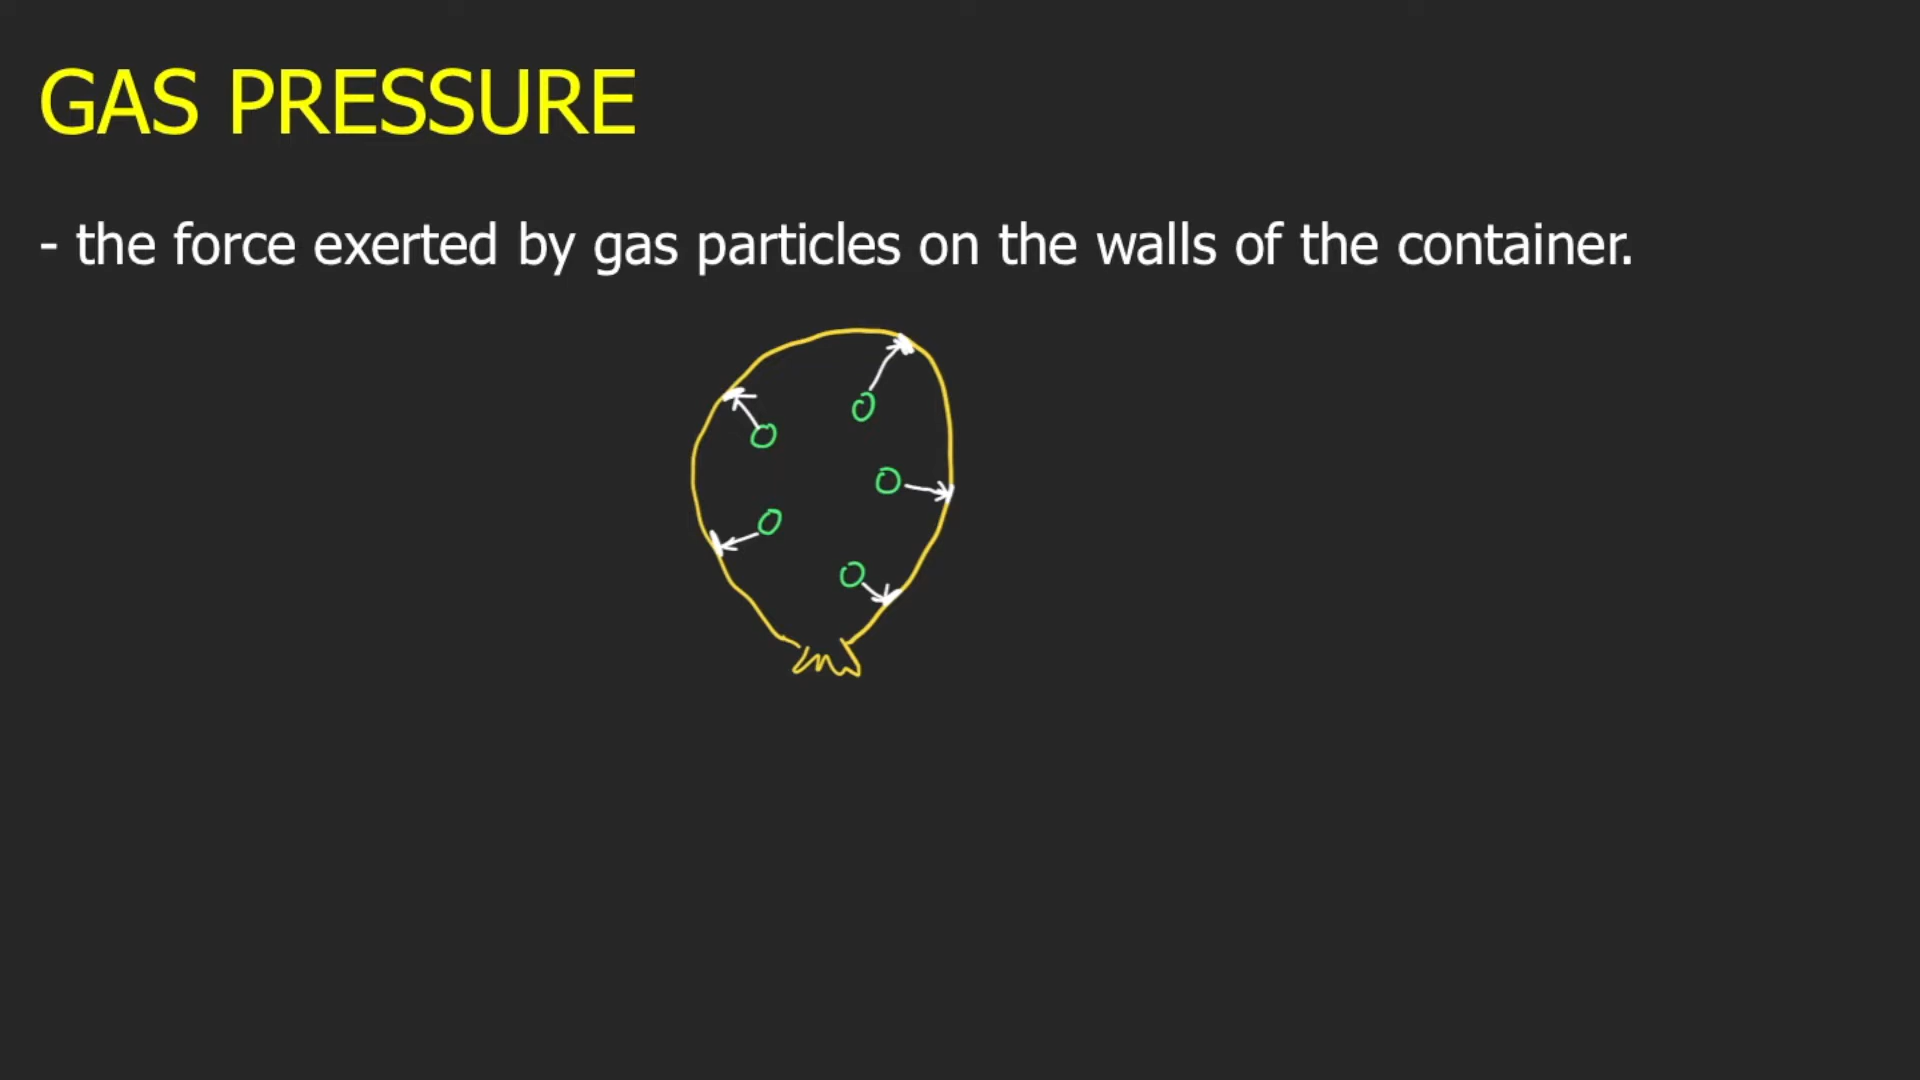 GAS PRESSURE
- the force exerted by gas particles on the walls of the container.